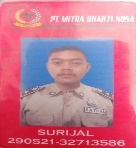 PT. MITRA BHAKTI NUSA
SURIJAL
290521-32713586